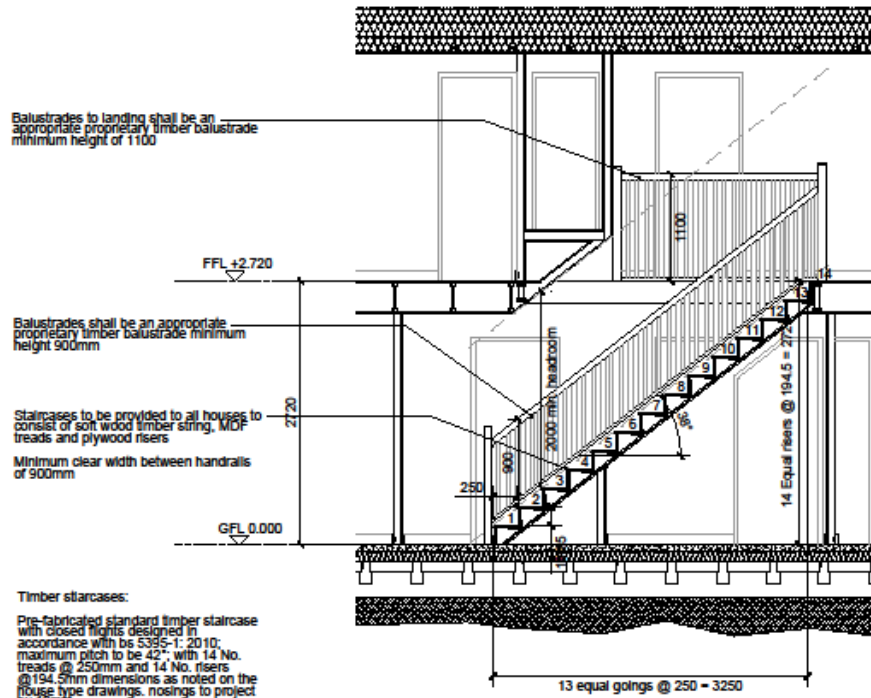 Balustrades to landing shall be an
appropriate proprietary timber balustrade
minimum height of 1100
1100
FFL +2.720
14
13
12
11
10
9
8
7
6
5
4
3
2
1
Balustrades shall be an appropriate
proprietary timber balustrade minimum
height 900mm
2000 min. headroom
2720
Staircases to be provided to all houses to
consist of soft wood timber string, MDF
treads and plywood risers
38°
14 Equal risers @ 194.5 = 272
Minimum clear width between handrails
of 900mm
900
250
GFL 0.000
Timber stiarcases:
Pre-fabricated standard timber staircase
with closed flights designed in
accordance with bs 5395-1: 2010;
maximum pitch to be 42°; with 14 No.
treads @ 250mm and 14 No. risers
@194.5mm dimensions as noted on the
house type drawings. nosings to project
13 equal goings @ 250 = 3250